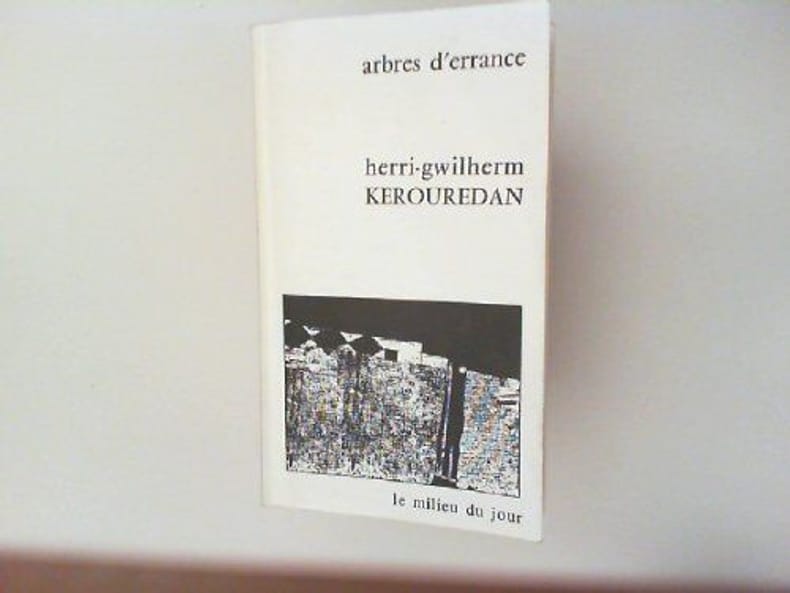 arbres d'errance
herri-gwilherm
KEROUREDAN
le milieu du jour